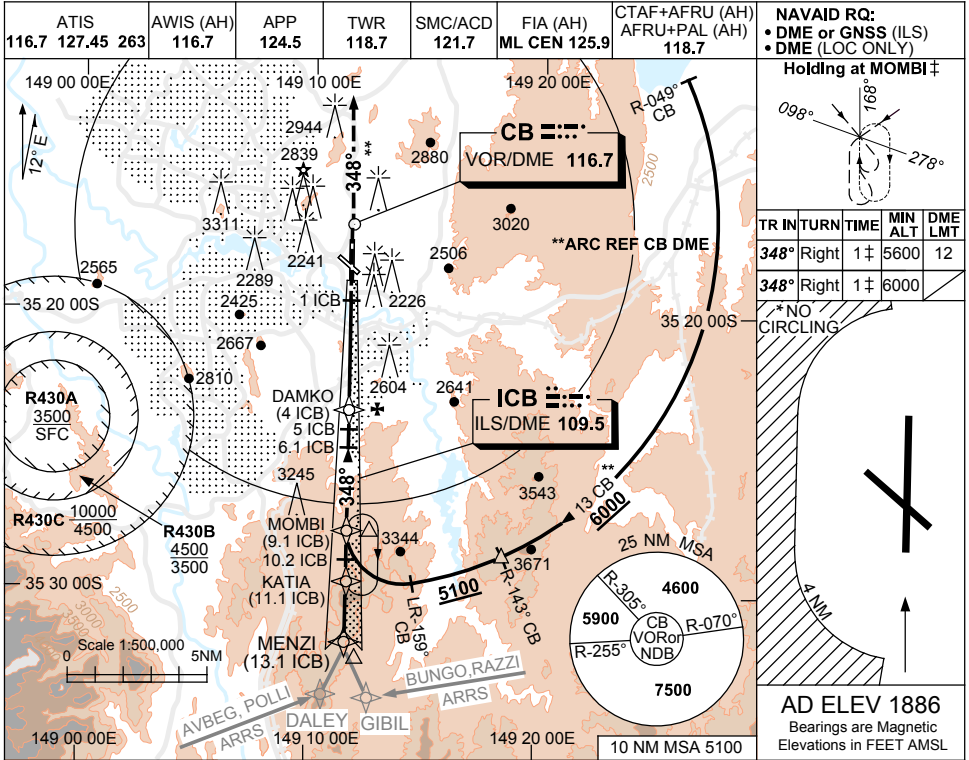 ATIS
116.7 127.45 263
AWIS (AH)
116.7
APP
124.5
TWR
118.7
SMC/ACD
121.7
FIA (AH)
ML CEN 125.9
CTAF+AFRU (AH)
AFRU+PAL (AH)
118.7
NAVAID RQ:
• DME or GNSS (ILS)
• DME (LOC ONLY)
149 00 00E
149 10 00E
149 20 00E
12° E
2944
2839
3311
2241
2289
348°
**
2880
CB
VOR/DME 116.7
3020
**ARC REF CB DME
2506
R-049°
CB
2500
2565
35 20 00S
2425
2667
2810
1 ICB
2226
2604
2641
35 20 00S
R430A
3500
SFC
DAMKO
(4 ICB)
5 ICB
6.1 ICB
ICB
ILS/DME 109.5
3245
348°
3543
13 CB
**
6000
R430C
10000
4500
R430B
4500
3500
MOMBI
(9.1 ICB)
10.2 ICB
KATIA
(11.1 ICB)
3344
3671
5100
LR-159°
CB
R-143° CB
35 30 00S
2500
3000
MENZI
(13.1 ICB)
Scale 1:500,000
0
5NM
AVBEG, POLLI
ARRS
DALEY
GIBIL
BUNGO,RAZZI
ARRS
25 NM MSA
4600
5900
7500
R-305°
R-070°
R-255°
CB
VORor
NDB
149 00 00E
149 10 00E
149 20 00E
10 NM MSA 5100
Holding at MOMBI ‡
098°
168°
278°
TR IN TURN TIME MIN ALT DME LMT
348° Right 1 ‡ 5600 12
348° Right 1 ‡ 6000
*NO
CIRCLING
4 NM
AD ELEV 1886
Bearings are Magnetic
Elevations in FEET AMSL